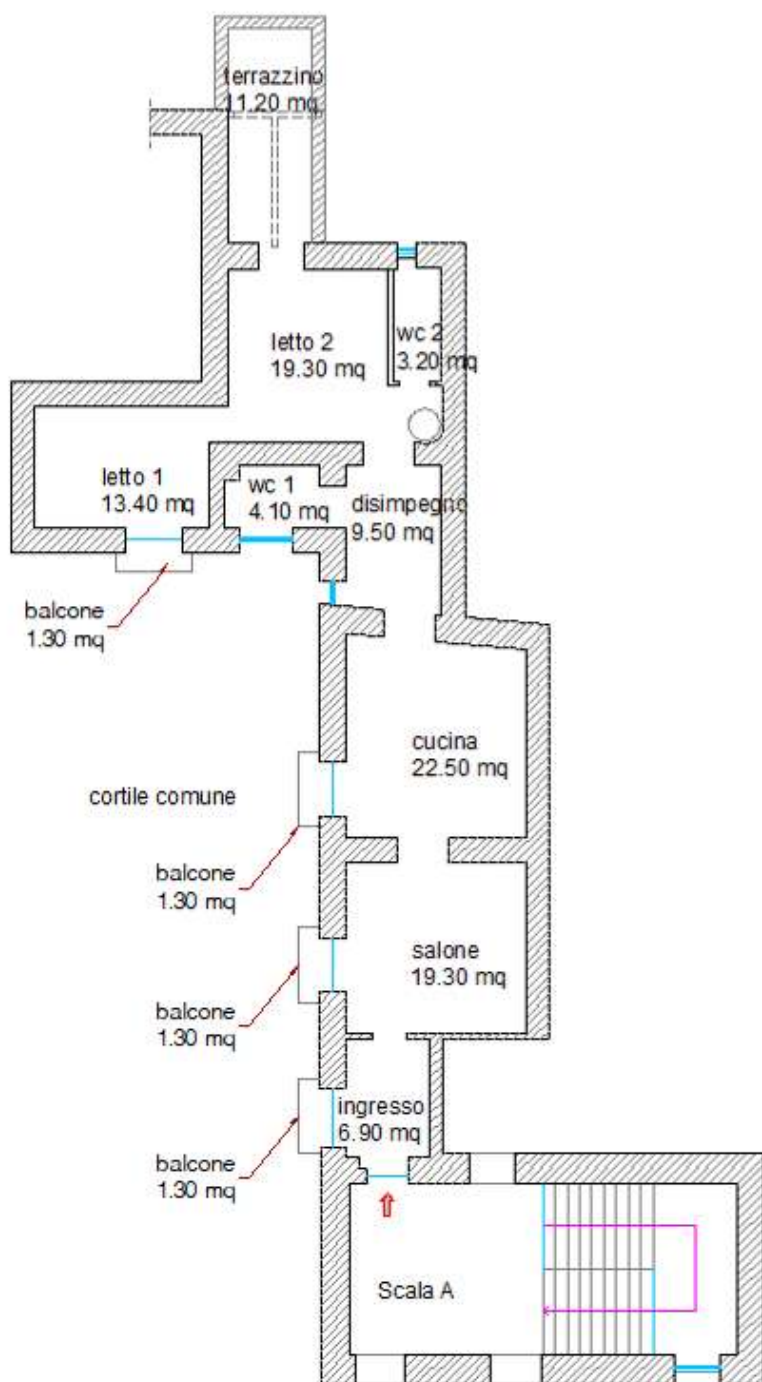 terrazzino
11.20 mq
letto 2
19.30 mq
wc 2
3.20 mq
letto 1
13.40 mq
wc 1
4.10 mq
disimpegno
9.50 mq
balcone
1.30 mq
cucina
22.50 mq
cortile comune
balcone
1.30 mq
salone
19.30 mq
balcone
1.30 mq
ingresso
6.90 mq
balcone
1.30 mq
Scala A